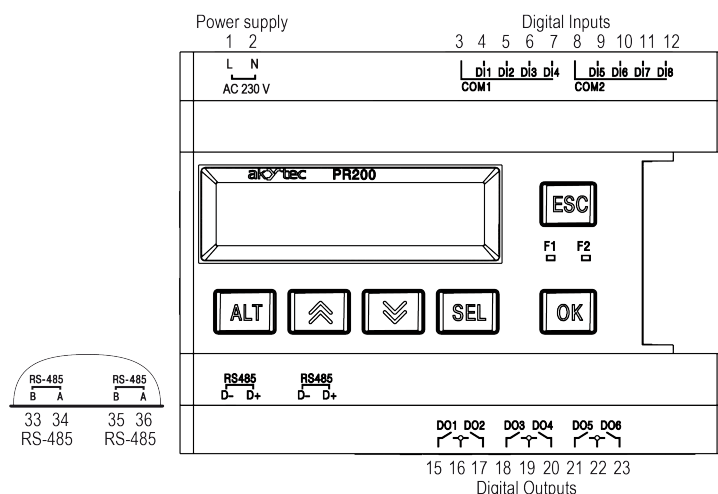 Power supply
Digital Inputs
1 2
3 4 5 6 7 8 9 10 11 12
L N
AC 230 V
DI1 DI2 DI3 DI4
COM1
DI5 DI6 DI7 DI8
COM2
akytec PR200
ESC
F1 F2
ALT
SEL
OK
RS-485
B A
RS-485
B A
33 34
RS-485
35 36
RS-485
RS485
D- D+
RS485
D- D+
DO1 DO2 DO3 DO4 DO5 DO6
15 16 17 18 19 20 21 22 23
Digital Outputs